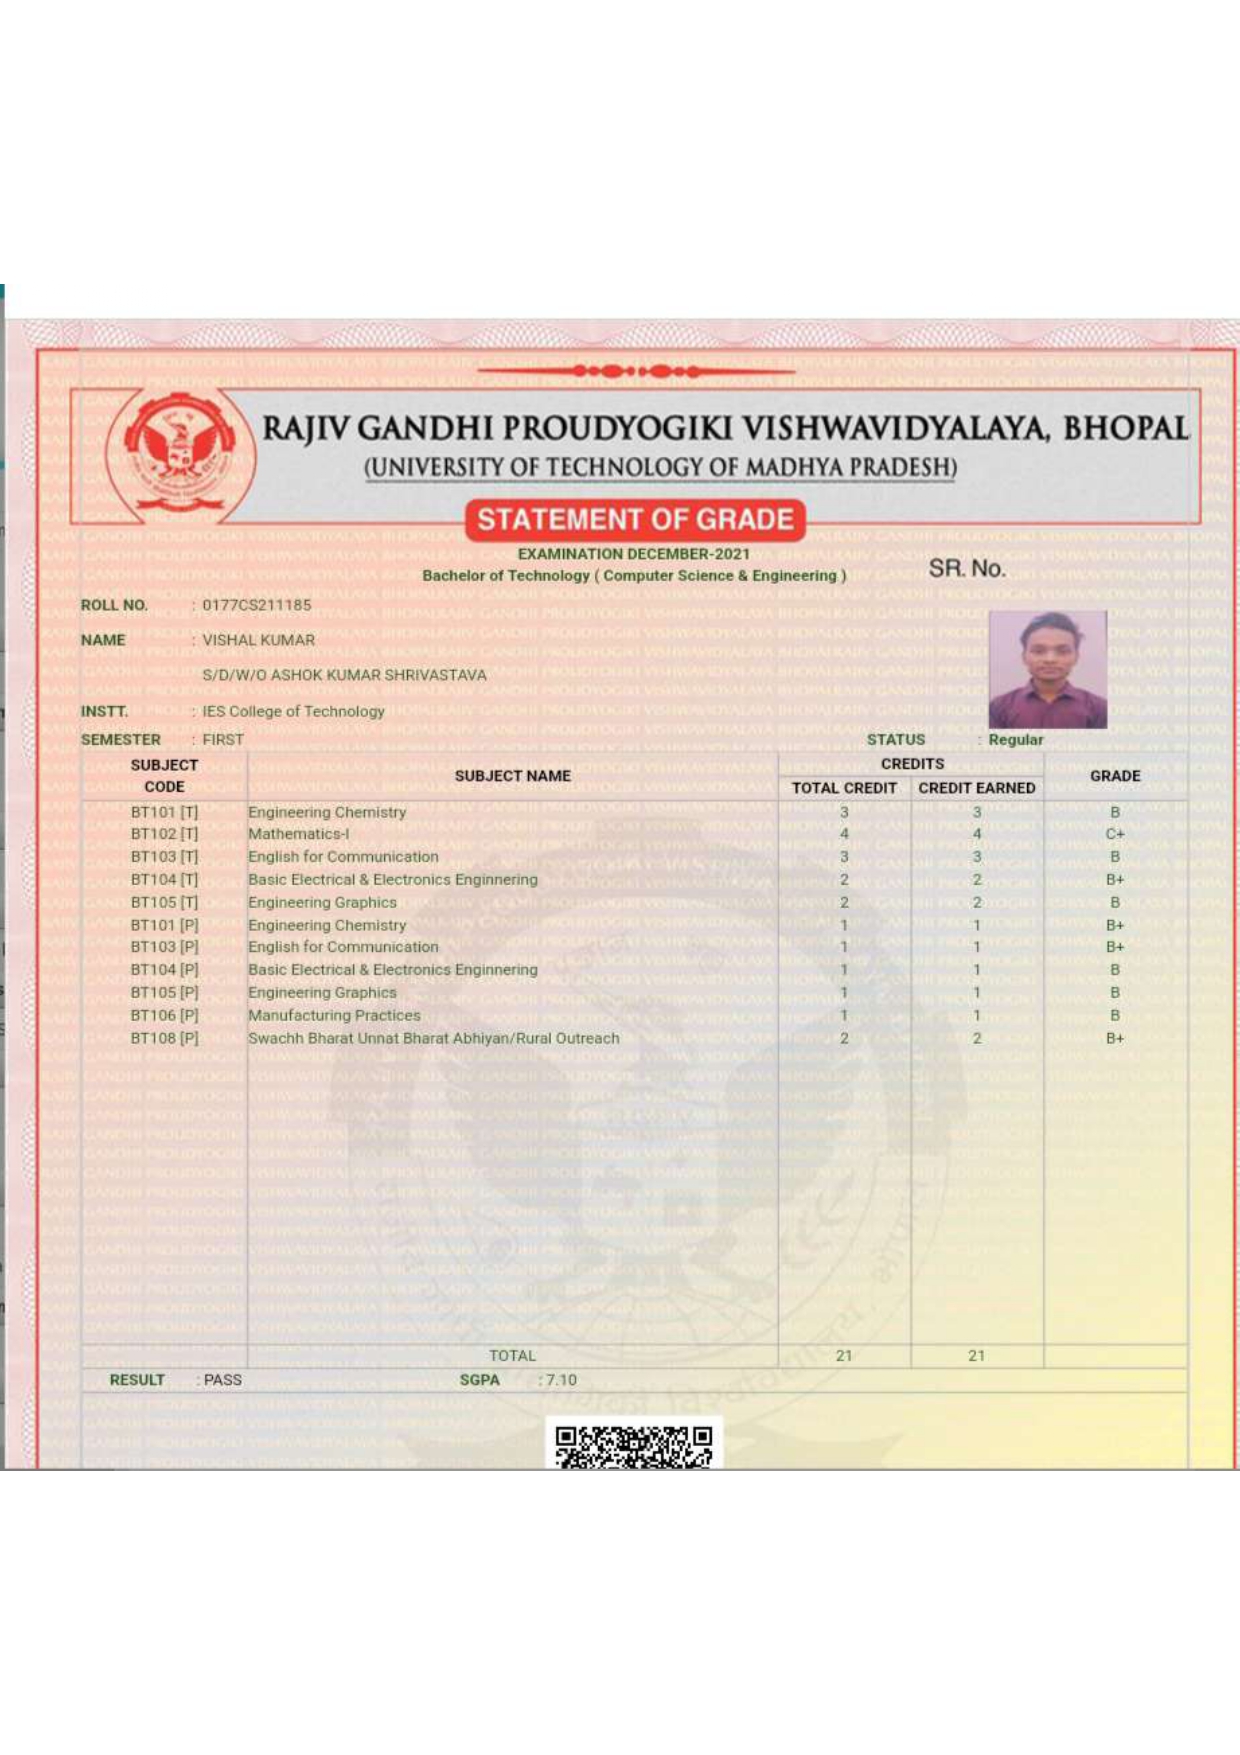 RAJIV GANDHI PROUDYOGIKI VISHWAVIDYALAYA, BHOPAL
(UNIVERSITY OF TECHNOLOGY OF MADHYA PRADESH)
STATEMENT OF GRADE
EXAMINATION DECEMBER-2021
Bachelor of Technology ( Computer Science & Engineering )
SR. No.
ROLL NO. : 0177CS211185
NAME : VISHAL KUMAR
S/D/W/O ASHOK KUMAR SHRIVASTAVA
INSTT. : IES College of Technology
SEMESTER : FIRST STATUS : Regular
SUBJECT CODE SUBJECT NAME CREDITS GRADE
TOTAL CREDIT CREDIT EARNED
BT101 [T] Engineering Chemistry 3 3 B
BT102 [T] Mathematics-I 4 4 C+
BT103 [T] English for Communication 3 3 B
BT104 [T] Basic Electrical & Electronics Enginnering 2 2 B+
BT105 [T] Engineering Graphics 2 2 B
BT101 [P] Engineering Chemistry 1 1 B+
BT103 [P] English for Communication 1 1 B+
BT104 [P] Basic Electrical & Electronics Enginnering 1 1 B
BT105 [P] Engineering Graphics 1 1 B
BT106 [P] Manufacturing Practices 1 1 B
BT108 [P] Swachh Bharat Unnat Bharat Abhiyan/Rural Outreach 2 2 B+
TOTAL 21 21
RESULT : PASS SGPA : 7.10